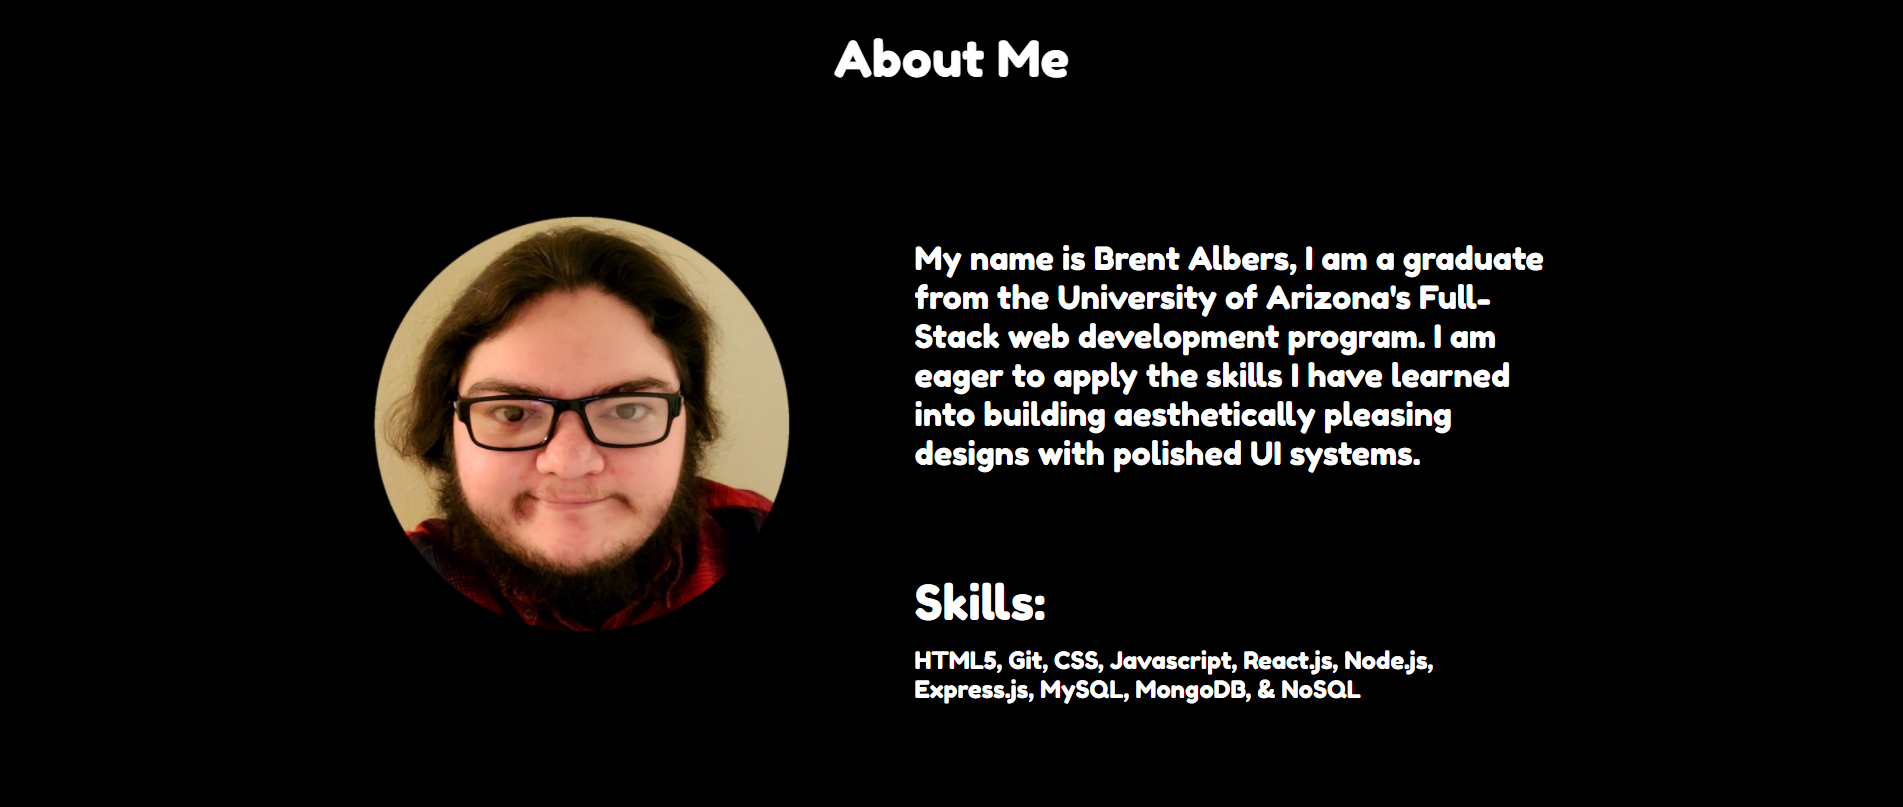 About Me
My name is Brent Albers, I am a graduate
from the University of Arizona's Full-
Stack web development program. I am
eager to apply the skills I have learned
into building aesthetically pleasing
designs with polished UI systems.
Skills:
HTML5, Git, CSS, Javascript, React.js, Node.js,
Express.js, MySQL, MongoDB, & NoSQL